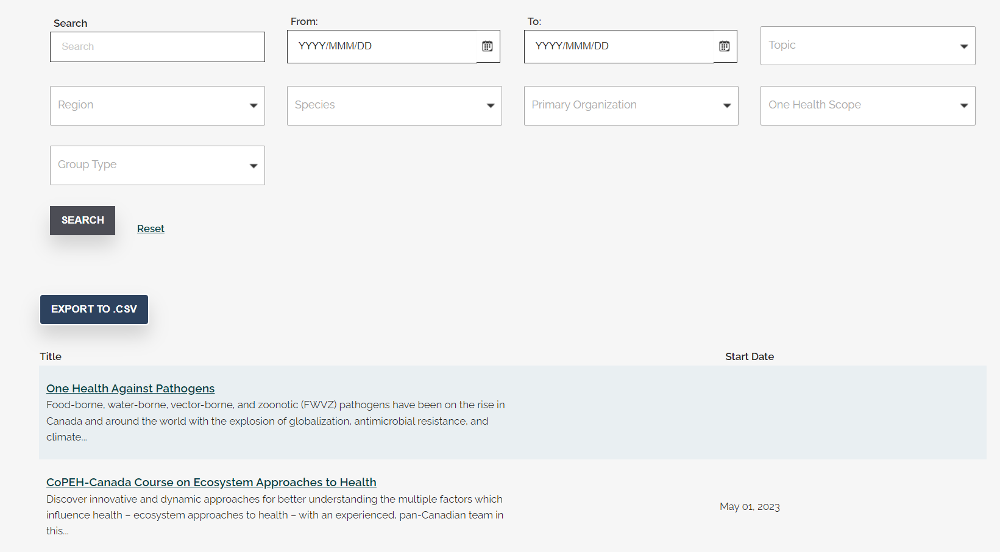 Search
From:
To:
Search
YYYY/MMM/DD
YYYY/MMM/DD
Topic
Region
Species
Primary Organization
One Health Scope
Group Type
SEARCH
Reset
EXPORT TO .CSV
Title
Start Date
One Health Against Pathogens
Food-borne, water-borne, vector-borne, and zoonotic (FWVZ) pathogens have been on the rise in
Canada and around the world with the explosion of globalization, antimicrobial resistance, and
climate...
CoPEH-Canada Course on Ecosystem Approaches to Health
Discover innovative and dynamic approaches for better understanding the multiple factors which
influence health – ecosystem approaches to health – with an experienced, pan-Canadian team in
this...
May 01, 2023